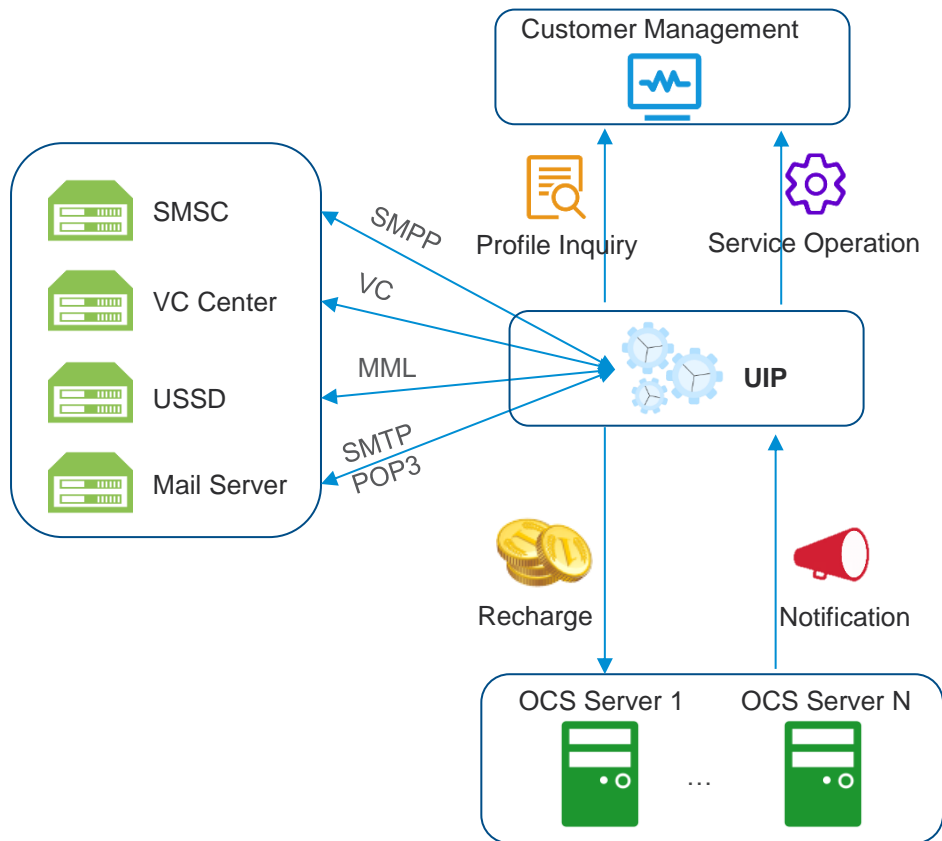 Customer Management
Profile Inquiry
Service Operation
SMSC
VC Center
USSD
Mail Server
SMPP
VC
MML
SMTP
POP3
UIP
Recharge
Notification
OCS Server 1
OCS Server N
...